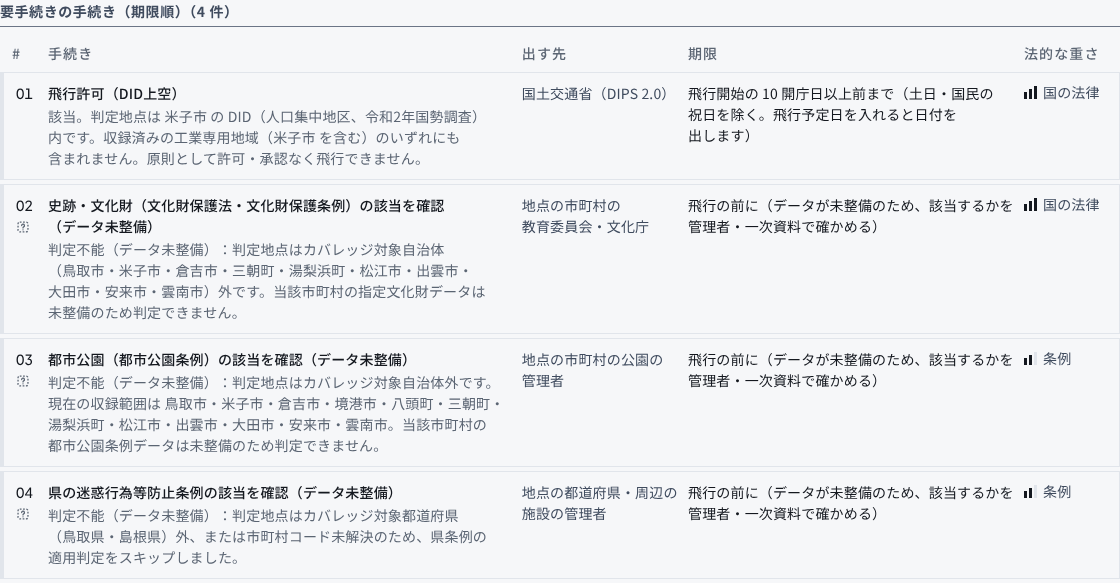 要手続きの手続き（期限順）（4 件）
# 手続き 出す先 期限 法的な重さ
01 飛行許可（DID上空） 国土交通省（DIPS 2.0） 飛行開始の 10 開庁日以上前まで（土日・国民の 国の法律
該当。判定地点は 米子市 の DID（人口集中地区、令和2年国勢調査） 祝日を除く。飛行予定日を入れると日付を
内です。収録済みの工業専用地域（米子市 を含む）のいずれにも 出します）
含まれません。原則として許可・承認なく飛行できません。
02 史跡・文化財（文化財保護法・文化財保護条例）の該当を確認 地点の市町村の 飛行の前に（データが未整備のため、該当するかを 国の法律
? （データ未整備） 教育委員会・文化庁 管理者・一次資料で確かめる）
判定不能（データ未整備）：判定地点はカバレッジ対象自治体
（鳥取市・米子市・倉吉市・三朝町・湯梨浜町・松江市・出雲市・
大田市・安来市・雲南市）外です。当該市町村の指定文化財データは
未整備のため判定できません。
03 都市公園（都市公園条例）の該当を確認（データ未整備） 地点の市町村の公園の 飛行の前に（データが未整備のため、該当するかを 条例
? 判定不能（データ未整備）：判定地点はカバレッジ対象自治体外です。 管理者 管理者・一次資料で確かめる）
現在の収録範囲は 鳥取市・米子市・倉吉市・境港市・八頭町・三朝町・
湯梨浜町・松江市・出雲市・大田市・安来市・雲南市。当該市町村の
都市公園条例データは未整備のため判定できません。
04 県の迷惑行為等防止条例の該当を確認（データ未整備） 地点の都道府県・周辺の 飛行の前に（データが未整備のため、該当するかを 条例
? 判定不能（データ未整備）：判定地点はカバレッジ対象都道府県 施設の管理者 管理者・一次資料で確かめる）
（鳥取県・島根県）外、または市町村コード未解決のため、県条例の
適用判定をスキップしました。